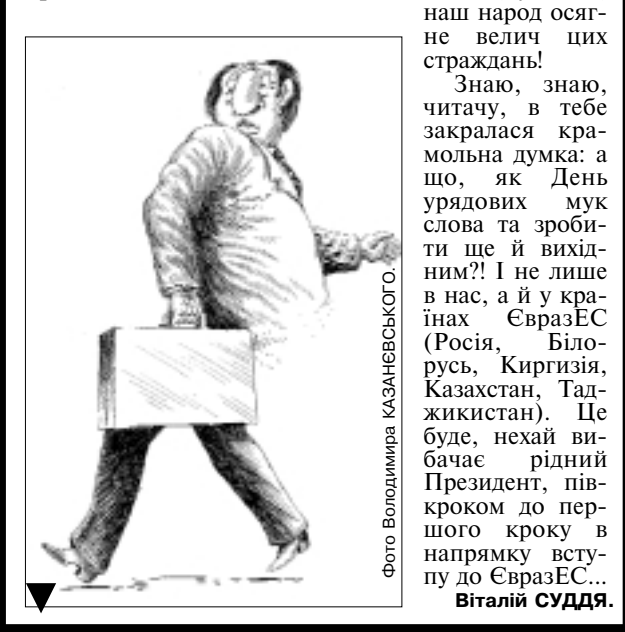 наш народ осяг-
не велич цих
страждань!
Знаю, знаю,
читачу, в тебе
закралася кра-
мольна думка: а
що, як День
урядових мук
слова та зроби-
ти ще й вихід-
ним?! І не лише
в нас, а й у кра-
їнах ЄвразЕС
(Росія, Біло-
русь, Киргизія,
Казахстан, Тад-
жикистан). Це
буде, нехай ви-
бачає рідний
Президент, пів-
кроком до пер-
шого кроку в
напрямку всту-
пу до ЄвразЕС...
Віталій СУДДЯ.
Фото Володимира КАЗАНЄВСЬКОГО.